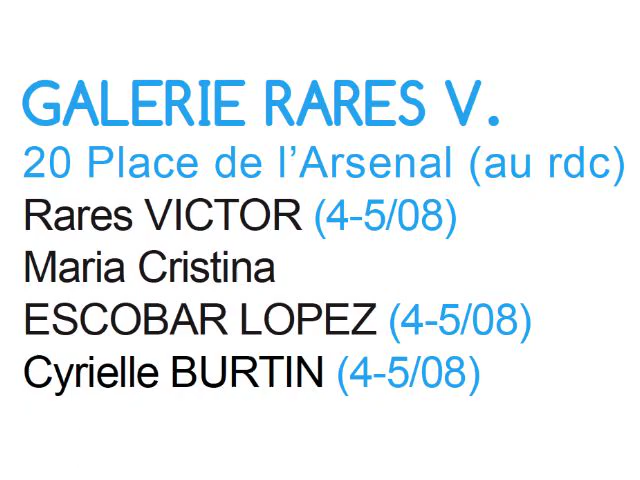 GALERIE RARES V.
20 Place de l’Arsenal (au rdc)
Rares VICTOR (4-5/08)
Maria Cristina
ESCOBAR LOPEZ (4-5/08)
Cyrielle BURTIN (4-5/08)